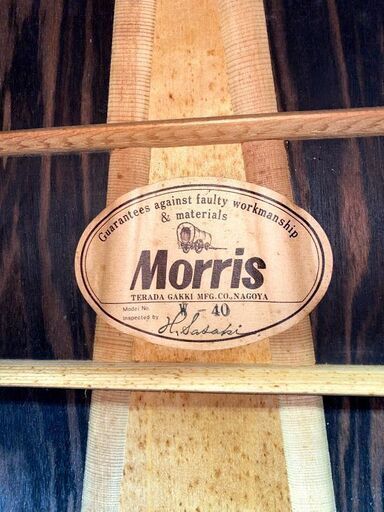 Guarantees against faulty workmanship
& materials
Morris
TERADA GAKKI MFG.CO., NAGOYA
Model No. W - 40
Inspected by H. Sasaki